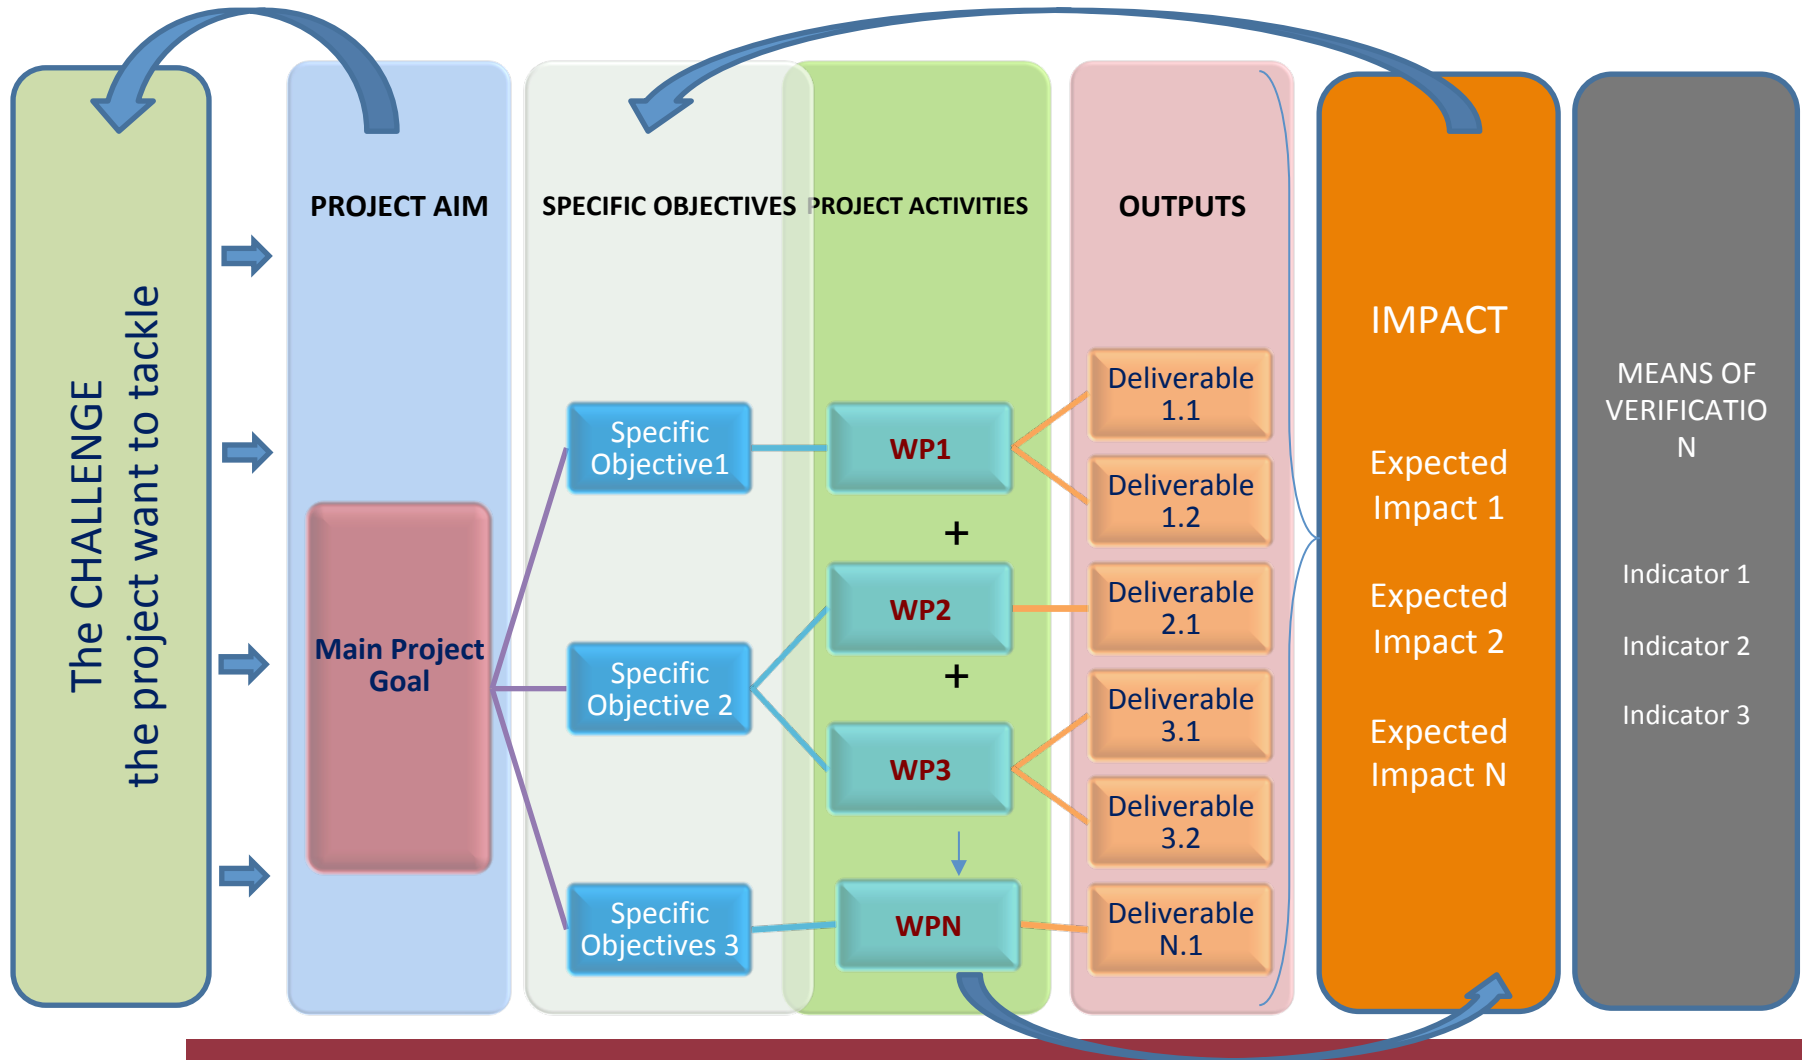 The CHALLENGE
the project want to tackle
PROJECT AIM
Main Project
Goal
SPECIFIC OBJECTIVES
Specific
Objective1
Specific
Objective 2
Specific
Objectives 3
PROJECT ACTIVITIES
WP1
+
WP2
+
WP3
WPN
OUTPUTS
Deliverable
1.1
Deliverable
1.2
Deliverable
2.1
Deliverable
3.1
Deliverable
3.2
Deliverable
N.1
IMPACT
Expected
Impact 1
Expected
Impact 2
Expected
Impact N
MEANS OF
VERIFICATIO
N
Indicator 1
Indicator 2
Indicator 3